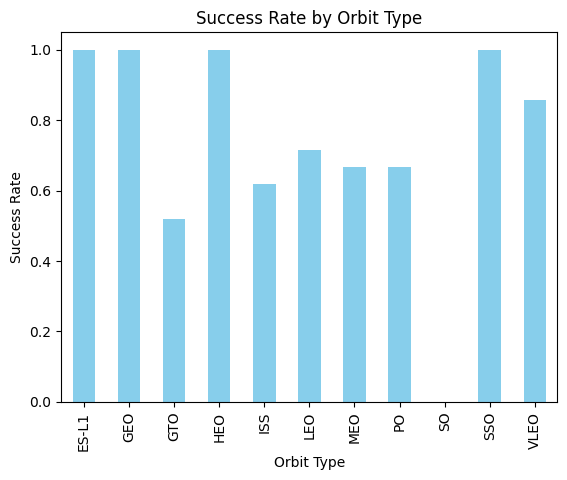 Success Rate by Orbit Type
Success Rate
1.0
0.8
0.6
0.4
0.2
0.0
ES-L1
GEO
GTO
HEO
ISS
LEO
MEO
PO
SO
SSO
VLEO
Orbit Type